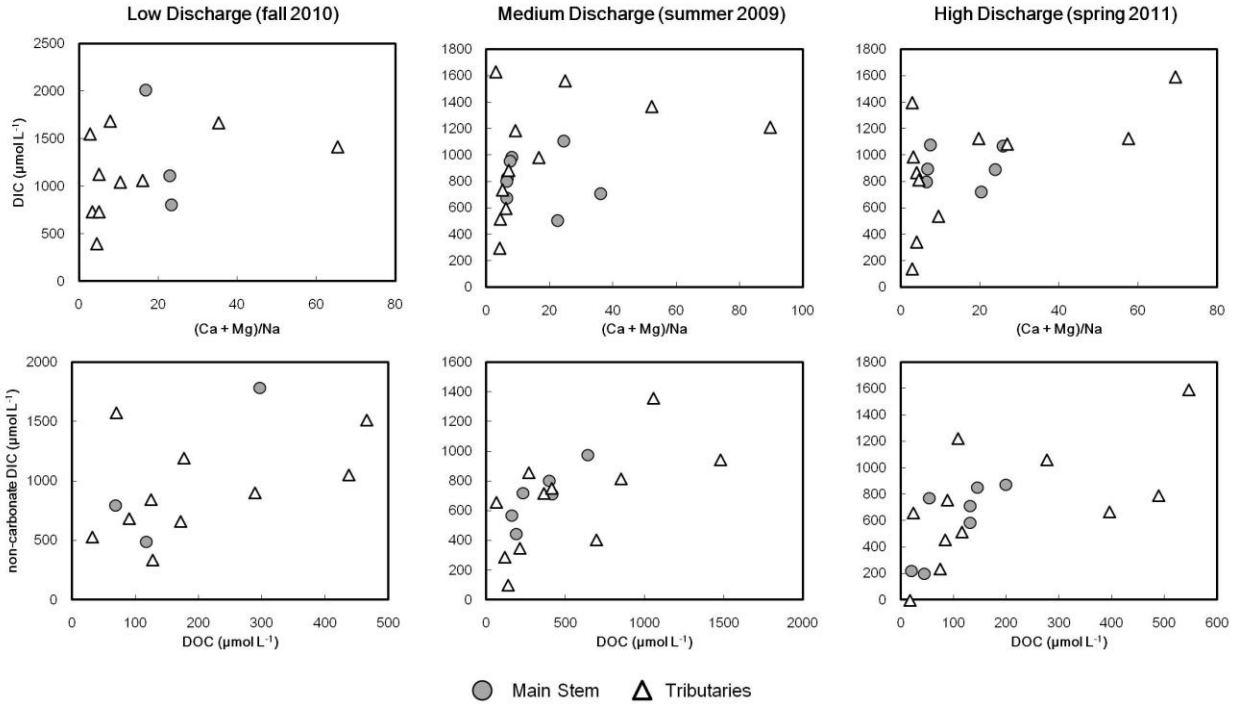 Low Discharge (fall 2010)
Medium Discharge (summer 2009)
High Discharge (spring 2011)
DIC (µmol L⁻¹)
2500
2000
1500
1000
500
0
0 20 40 60 80
(Ca + Mg)/Na
1800
1600
1400
1200
1000
800
600
400
200
0
0 20 40 60 80 100
(Ca + Mg)/Na
1800
1600
1400
1200
1000
800
600
400
200
0
0 20 40 60 80
(Ca + Mg)/Na
non-carbonate DIC (µmol L⁻¹)
2000
1500
1000
500
0
0 100 200 300 400 500
DOC (µmol L⁻¹)
1600
1400
1200
1000
800
600
400
200
0
0 500 1000 1500 2000
DOC (µmol L⁻¹)
1800
1600
1400
1200
1000
800
600
400
200
0
0 100 200 300 400 500 600
DOC (µmol L⁻¹)
Main Stem Tributaries